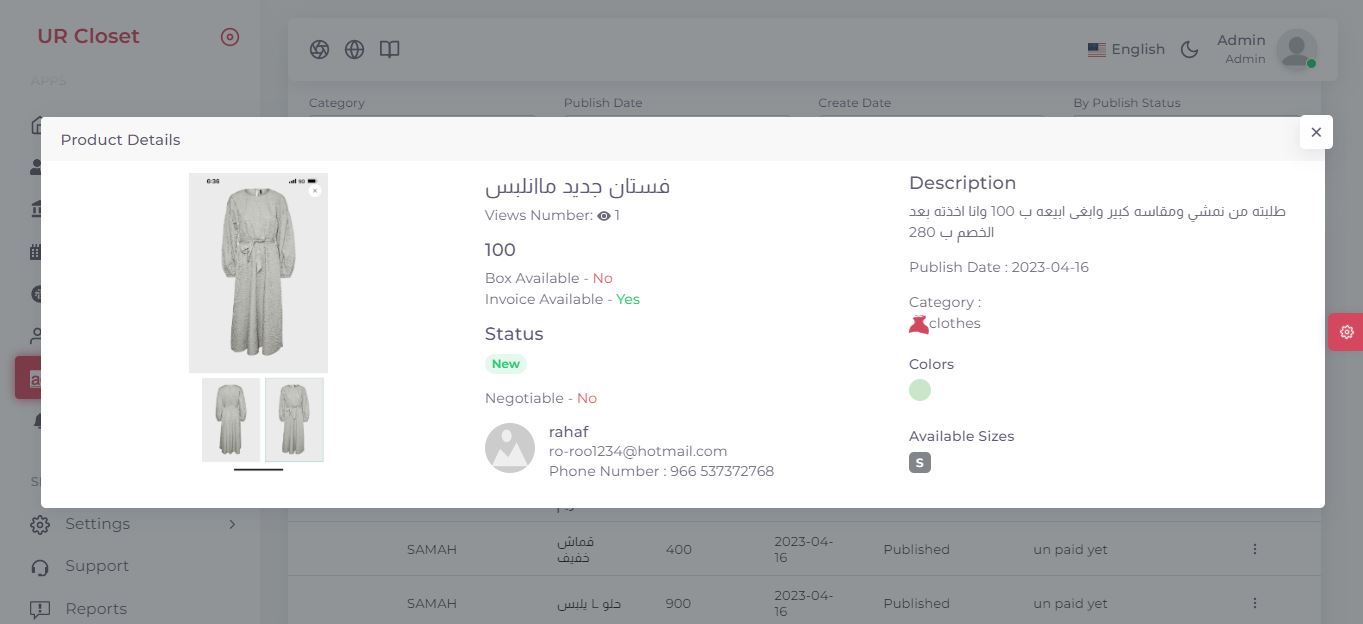 UR Closet
APPS
English
Admin
Admin
Category
Publish Date
Create Date
By Publish Status
Product Details
6:36
فستان جديد ماانلبس
Views Number: 1
100
Box Available - No
Invoice Available - Yes
Status
New
Negotiable - No
rahaf
ro-roo1234@hotmail.com
Phone Number : 966 537372768
Description
طلبته من نمشي ومقاسه كبير وابغى ابيعه ب 100 وانا اخذته بعد
الخصم ب 280
Publish Date : 2023-04-16
Category :
clothes
Colors
Available Sizes
S
Settings
Support
Reports
SAMAH
قماش
خفيف
400
2023-04-
16
Published
un paid yet
SAMAH
حلو L يلبس
900
2023-04-
16
Published
un paid yet